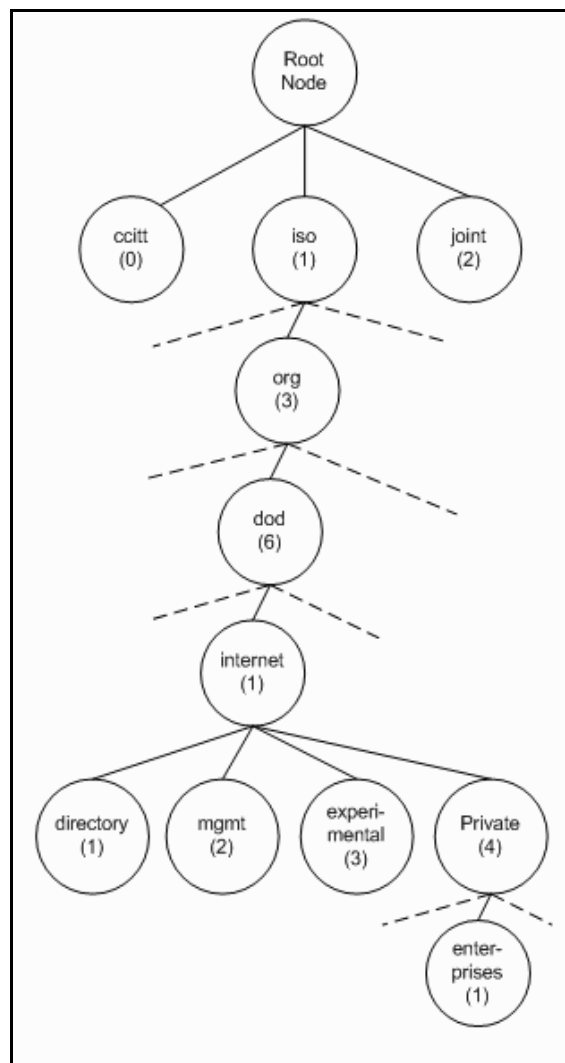 Root
Node
ccitt
(0)
iso
(1)
joint
(2)
org
(3)
dod
(6)
internet
(1)
directory
(1)
mgmt
(2)
experi-
mental
(3)
Private
(4)
enter-
prises
(1)